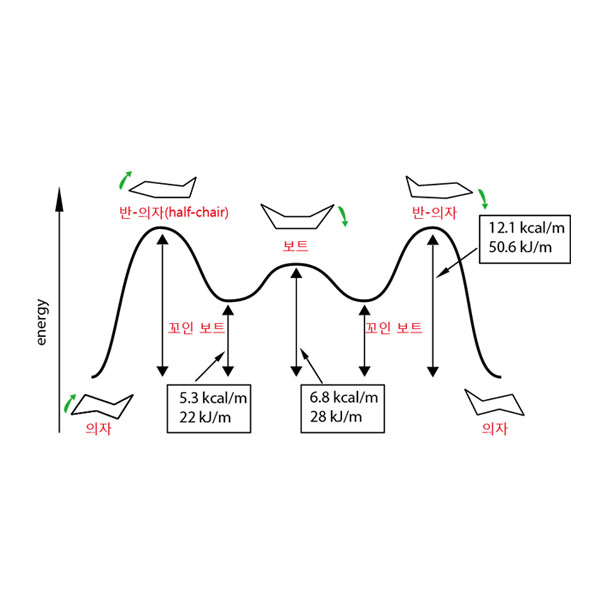 반-의자(half-chair)
보트
반-의자
12.1 kcal/m
50.6 kJ/m
energy
꼬인 보트
꼬인 보트
5.3 kcal/m
22 kJ/m
6.8 kcal/m
28 kJ/m
의자
의자